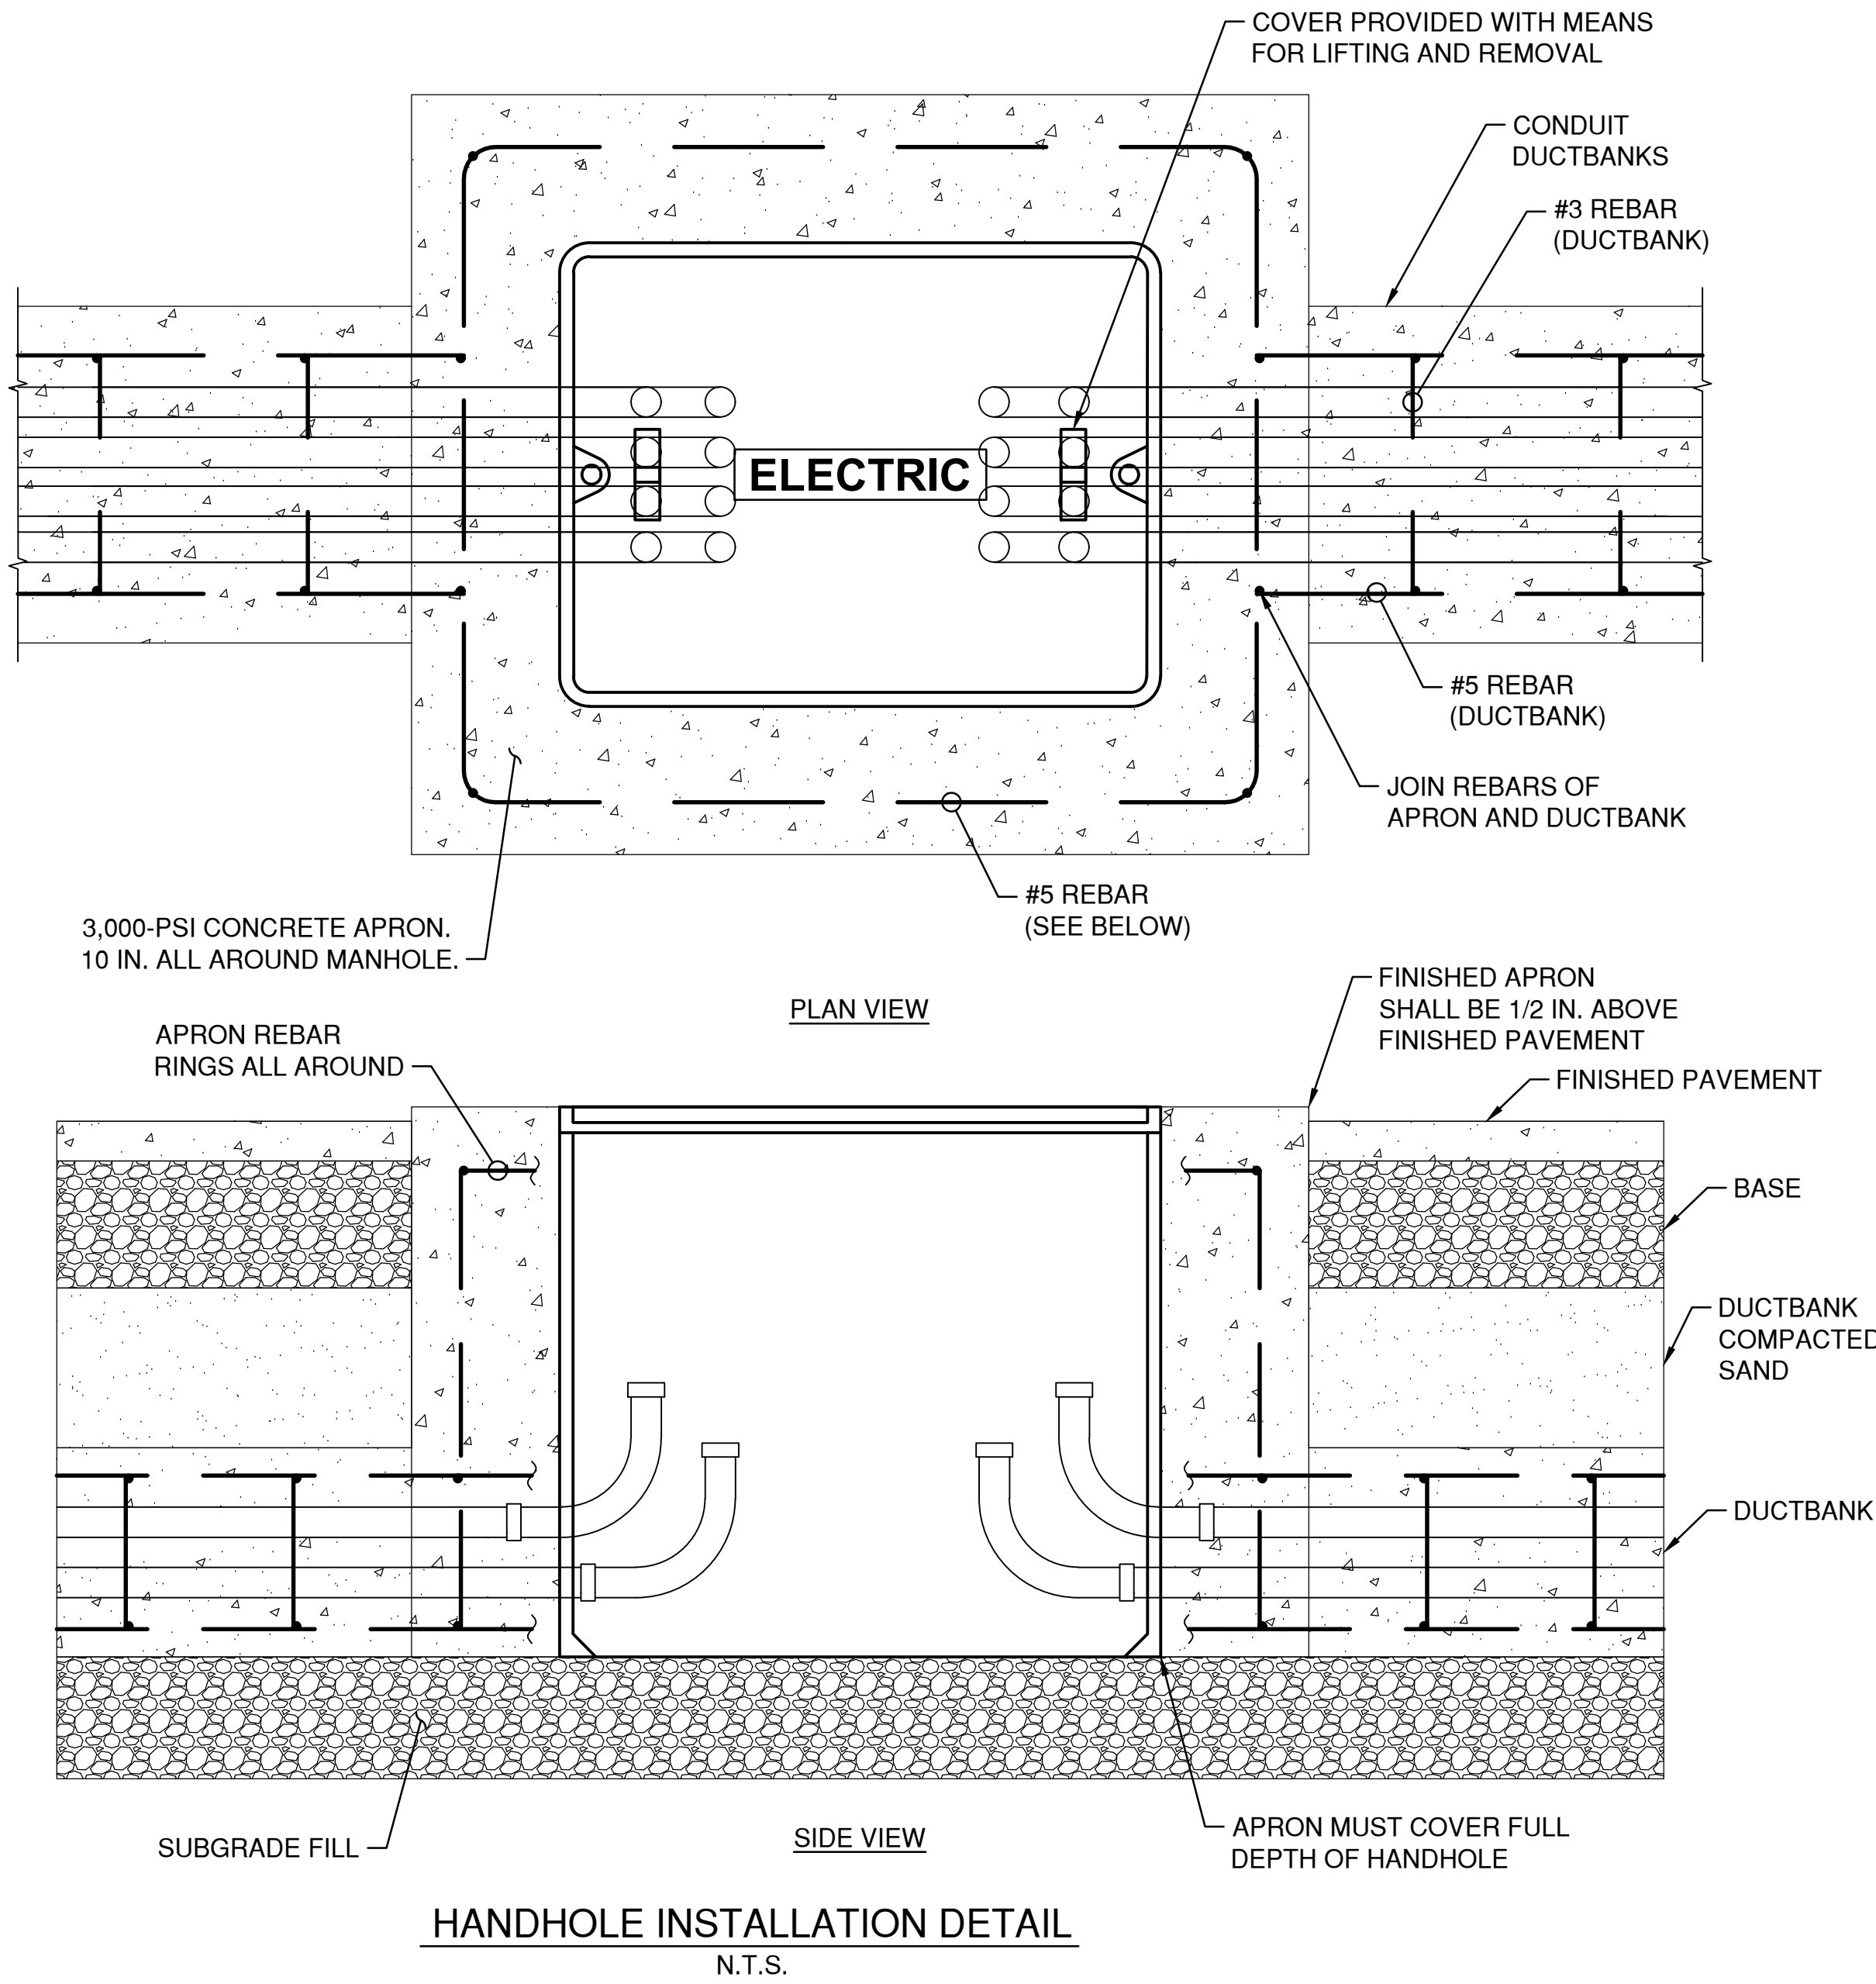 COVER PROVIDED WITH MEANS
FOR LIFTING AND REMOVAL
CONDUIT
DUCTBANKS
#3 REBAR
(DUCTBANK)
ELECTRIC
#5 REBAR
(DUCTBANK)
JOIN REBARS OF
APRON AND DUCTBANK
#5 REBAR
(SEE BELOW)
3,000-PSI CONCRETE APRON.
10 IN. ALL AROUND MANHOLE.
PLAN VIEW
FINISHED APRON
SHALL BE 1/2 IN. ABOVE
FINISHED PAVEMENT
APRON REBAR
RINGS ALL AROUND
FINISHED PAVEMENT
BASE
DUCTBANK
COMPACTED
SAND
DUCTBANK
SUBGRADE FILL
SIDE VIEW
APRON MUST COVER FULL
DEPTH OF HANDHOLE
HANDHOLE INSTALLATION DETAIL
N.T.S.